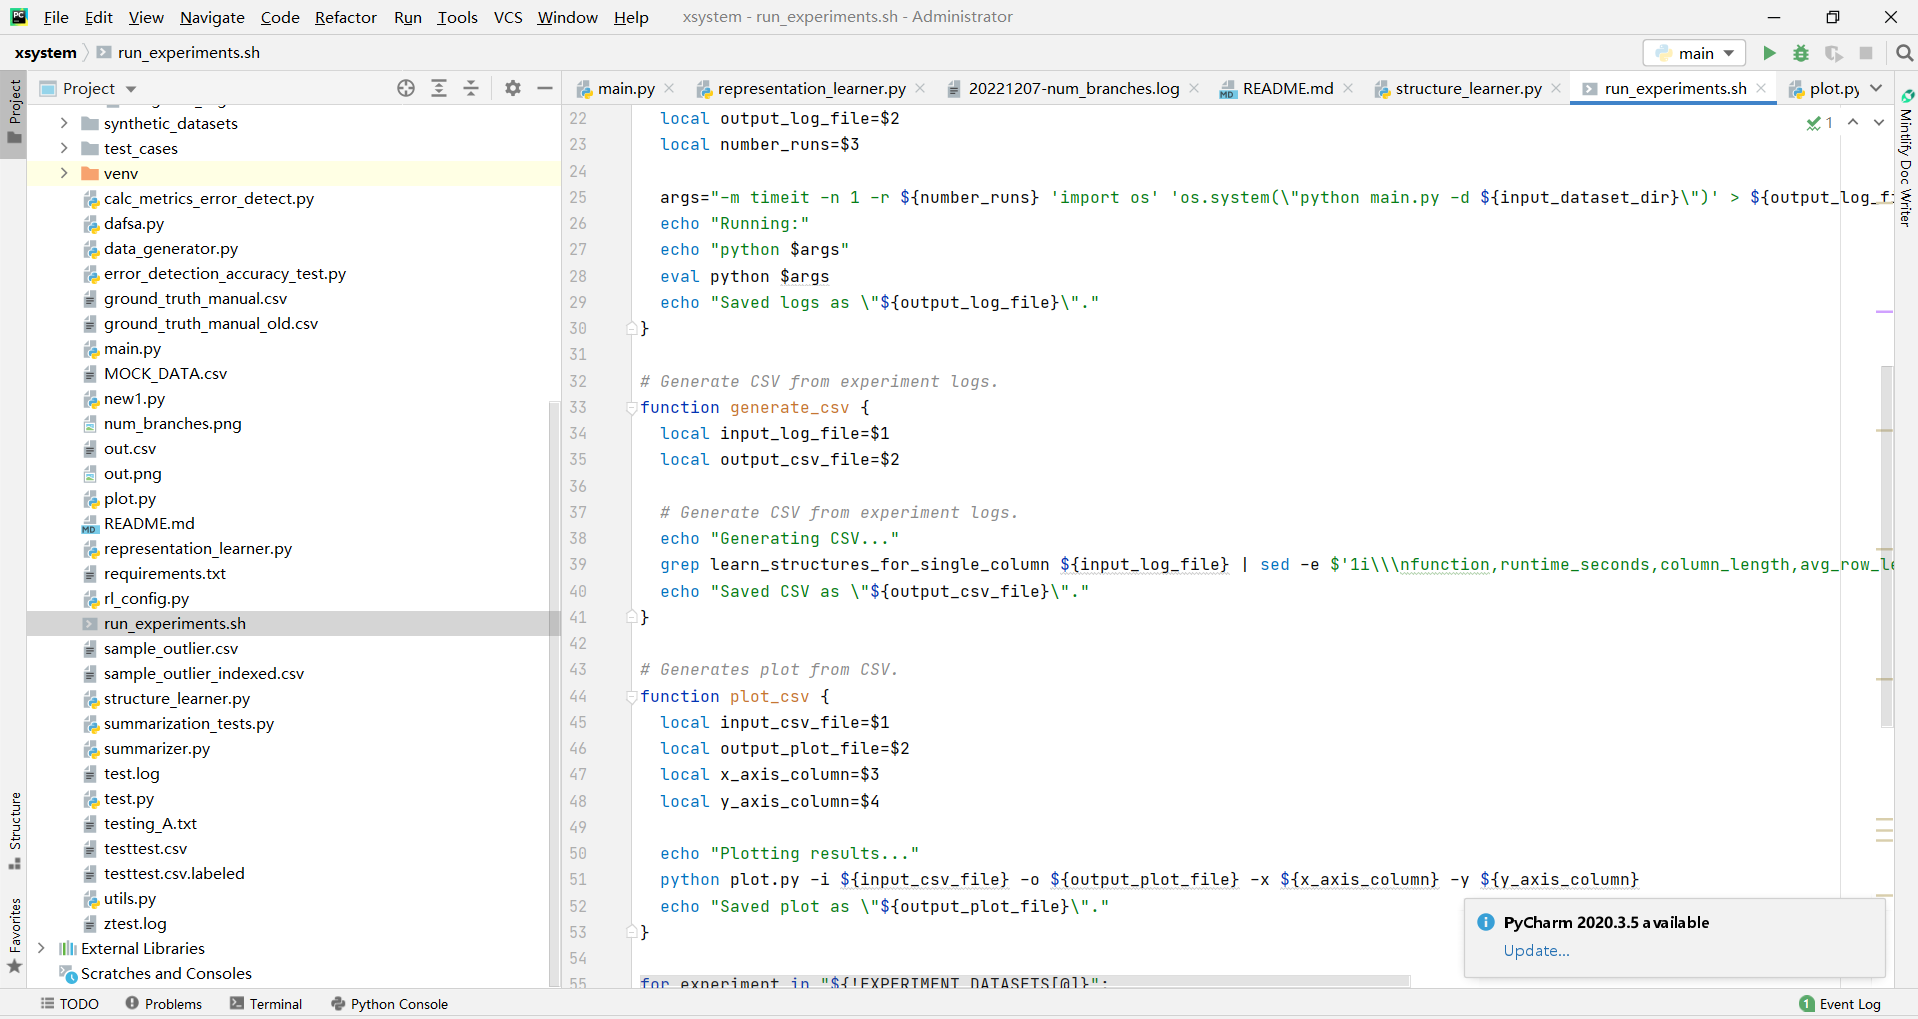 File Edit View Navigate Code Refactor Run Tools VCS Window Help xsystem - run_experiments.sh - Administrator
xsystem run_experiments.sh main
Project
Project
main.py representation_learner.py 20221207-num_branches.log README.md structure_learner.py run_experiments.sh plot.py
synthetic_datasets
test_cases
venv
calc_metrics_error_detect.py
dafsa.py
data_generator.py
error_detection_accuracy_test.py
ground_truth_manual.csv
ground_truth_manual_old.csv
main.py
MOCK_DATA.csv
new1.py
num_branches.png
out.csv
out.png
plot.py
README.md
representation_learner.py
requirements.txt
rl_config.py
run_experiments.sh
sample_outlier.csv
sample_outlier_indexed.csv
structure_learner.py
summarization_tests.py
summarizer.py
test.log
test.py
testing_A.txt
testtest.csv
testtest.csv.labeled
utils.py
ztest.log
External Libraries
Scratches and Consoles
Structure
Favorites
22 local output_log_file=$2
23 local number_runs=$3
24
25 args="-m timeit -n 1 -r ${number_runs} 'import os' 'os.system(\"python main.py -d ${input_dataset_dir}\")' > ${output_log_fi
26 echo "Running:"
27 echo "python $args"
28 eval python $args
29 echo "Saved logs as \"${output_log_file}\"."
30 }
31
32 # Generate CSV from experiment logs.
33 function generate_csv {
34 local input_log_file=$1
35 local output_csv_file=$2
36
37 # Generate CSV from experiment logs.
38 echo "Generating CSV..."
39 grep learn_structures_for_single_column ${input_log_file} | sed -e $'1i\\\nfunction,runtime_seconds,column_length,avg_row_le
40 echo "Saved CSV as \"${output_csv_file}\"."
41 }
42
43 # Generates plot from CSV.
44 function plot_csv {
45 local input_csv_file=$1
46 local output_plot_file=$2
47 local x_axis_column=$3
48 local y_axis_column=$4
49
50 echo "Plotting results..."
51 python plot.py -i ${input_csv_file} -o ${output_plot_file} -x ${x_axis_column} -y ${y_axis_column}
52 echo "Saved plot as \"${output_plot_file}\"."
53 }
54
55 for experiment in "${!EXPERIMENT_DATASETS[@]}";
1
Mintlify Doc Writer
PyCharm 2020.3.5 available
Update...
TODO Problems Terminal Python Console 1 Event Log